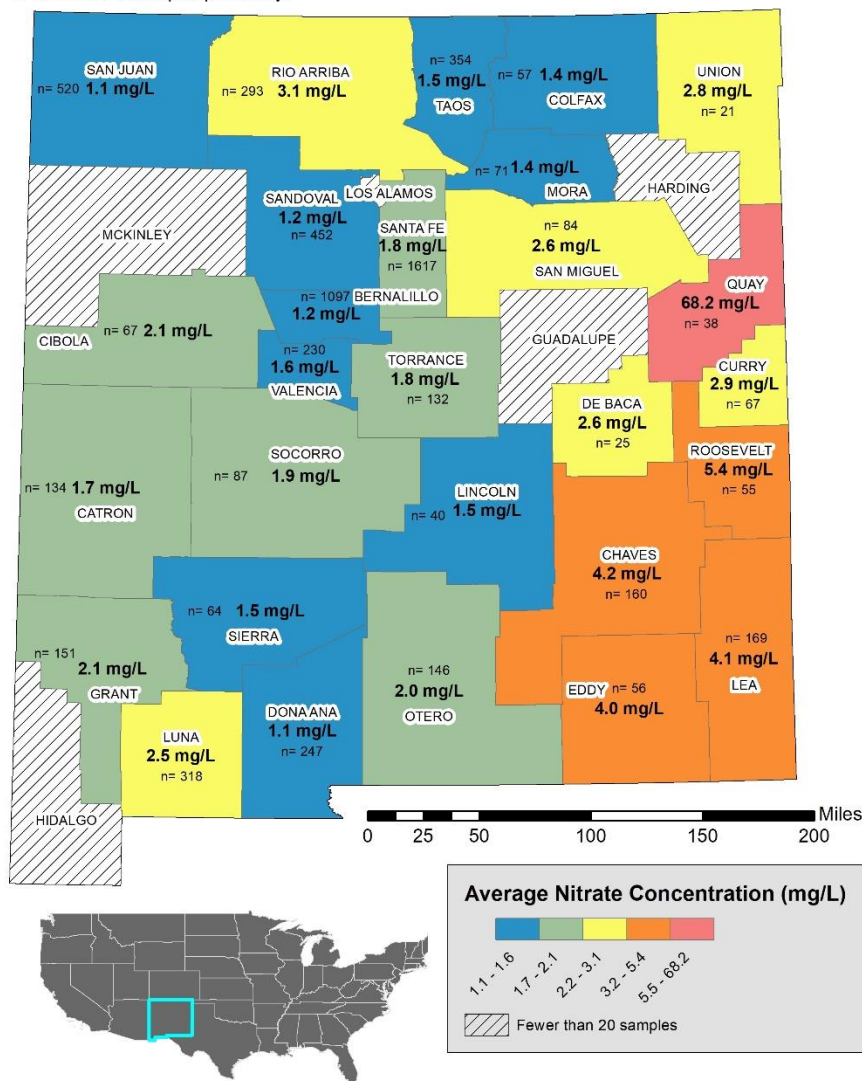 SAN JUAN
n= 520 1.1 mg/L
RIO ARRIBA
n= 293 3.1 mg/L
n= 354
1.5 mg/L
TAOS
n= 57 1.4 mg/L
COLFAX
UNION
2.8 mg/L
n= 21
n= 71 1.4 mg/L
MORA
HARDING
MCKINLEY
SANDOVAL
1.2 mg/L
n= 452
LOS ALAMOS
SANTA FE
1.8 mg/L
n= 1617
n= 84
2.6 mg/L
SAN MIGUEL
QUAY
68.2 mg/L
n= 38
n= 1097
BERNALILLO
1.2 mg/L
n= 67 2.1 mg/L
CIBOLA
n= 230
1.6 mg/L
VALENCIA
TORRANCE
1.8 mg/L
n= 132
GUADALUPE
CURRY
2.9 mg/L
n= 67
DE BACA
2.6 mg/L
n= 25
ROOSEVELT
5.4 mg/L
n= 55
n= 134 1.7 mg/L
CATRON
SOCORRO
n= 87 1.9 mg/L
LINCOLN
n= 40 1.5 mg/L
CHAVES
4.2 mg/L
n= 160
n= 64 1.5 mg/L
SIERRA
n= 151
2.1 mg/L
GRANT
n= 146
2.0 mg/L
OTERO
EDDY n= 56
4.0 mg/L
n= 169
4.1 mg/L
LEA
LUNA
2.5 mg/L
n= 318
DONA ANA
1.1 mg/L
n= 247
HIDALGO
Miles
0 25 50 100 150 200
Average Nitrate Concentration (mg/L)
1.1 - 1.6
1.7 - 2.1
2.2 - 3.1
3.2 - 5.4
5.5 - 68.2
Fewer than 20 samples